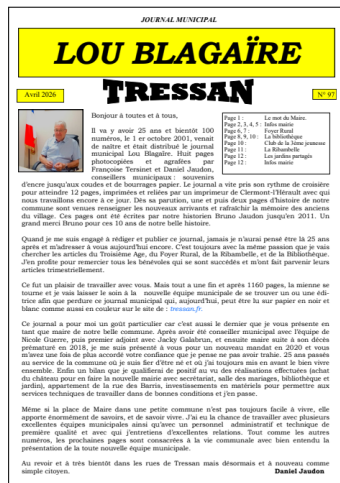 JOURNAL MUNICIPAL
LOU BLAGAÏRE
Avril 2026
TRESSAN
N° 97
Bonjour à toutes et à tous,
Il va y avoir 25 ans et bientôt 100
numéros, le 1 er octobre 2001, venait
de naître et était distribué le journal
municipal Lou Blagaïre. Huit pages
photocopiées et agrafées par
Françoise Tersinet et Daniel Jaudon,
conseillers municipaux : souvenirs
Page 1 : Le mot du Maire.
Page 2, 3, 4, 5 : Infos mairie
Page 6, 7 : Foyer Rural
Page 8, 9, 10 : La bibliothèque
Page 10 : Club de la 3ème jeunesse
Page 11 : La Ribambelle
Page 12 : Les jardins partagés
Page 12 : Infos mairie
d'encre jusqu'aux coudes et de bourrages papier. Le journal a vite pris son rythme de croisière
pour atteindre 12 pages, imprimées et reliées par un imprimeur de Clermont-l'Hérault avec qui
nous travaillons encore à ce jour. Dès sa parution, une et puis deux pages d'histoire de notre
commune sont venues renseigner les nouveaux arrivants et rafraîchir la mémoire des anciens
du village. Ces pages ont été écrites par notre historien Bruno Jaudon jusqu'en 2011. Un
grand merci Bruno pour ces 10 ans de notre belle histoire.
Quand je me suis engagé à rédiger et publier ce journal, jamais je n'aurai pensé être là 25 ans
après et m'adresser à vous aujourd'hui encore. C'est toujours avec la même passion que je vais
chercher les articles du Troisième Age, du Foyer Rural, de la Ribambelle, et de la Bibliothèque.
J'en profite pour remercier tous les bénévoles qui se sont succédés et m'ont fait parvenir leurs
articles trimestriellement.
Ce fut un plaisir de travailler avec vous. Mais tout a une fin et après 1160 pages, la mienne se
tourne et je vais laisser le soin à la nouvelle équipe municipale de se trouver un ou une édi-
trice afin que perdure ce journal municipal qui, aujourd'hui, peut être lu sur papier en noir et
blanc comme aussi en couleur sur le site de : tressan.fr.
Ce journal a pour moi un goût particulier car c'est aussi le dernier que je vous présente en
tant que maire de notre belle commune. Après avoir été conseiller municipal avec l'équipe de
Nicole Guerre, puis premier adjoint avec Jacky Galabrun, et ensuite maire suite à son décès
prématuré en 2018, je me suis présenté à vous pour un nouveau mandat en 2020 et vous
m'avez une fois de plus accordé votre confiance que je pense ne pas avoir trahie. 25 ans passés
au service de la commune où je suis fier d'être né et où j'ai toujours mis en avant le bien vivre
ensemble. Enfin un bilan que je qualifierai de positif au vu des réalisations effectuées (achat
du château pour en faire la nouvelle mairie avec secrétariat, salle des mariages, bibliothèque et
jardin), appartement de la rue des Barris, investissements en matériels pour permettre aux
services techniques de travailler dans de bonnes conditions et j'en passe.
Même si la place de Maire dans une petite commune n'est pas toujours facile à vivre, elle
apporte énormément de savoirs, et de savoir vivre. J'ai eu la chance de travailler avec plusieurs
excellentes équipes municipales ainsi qu'avec un personnel administratif et technique de
première qualité et avec qui j'entretiens d'excellents relations. Tout comme les autres
numéros, les prochaines pages sont consacrées à la vie communale avec bien entendu la
présentation de la toute nouvelle équipe municipale.
Au revoir et à très bientôt dans les rues de Tressan mais désormais et à nouveau comme
simple citoyen.
Daniel Jaudon